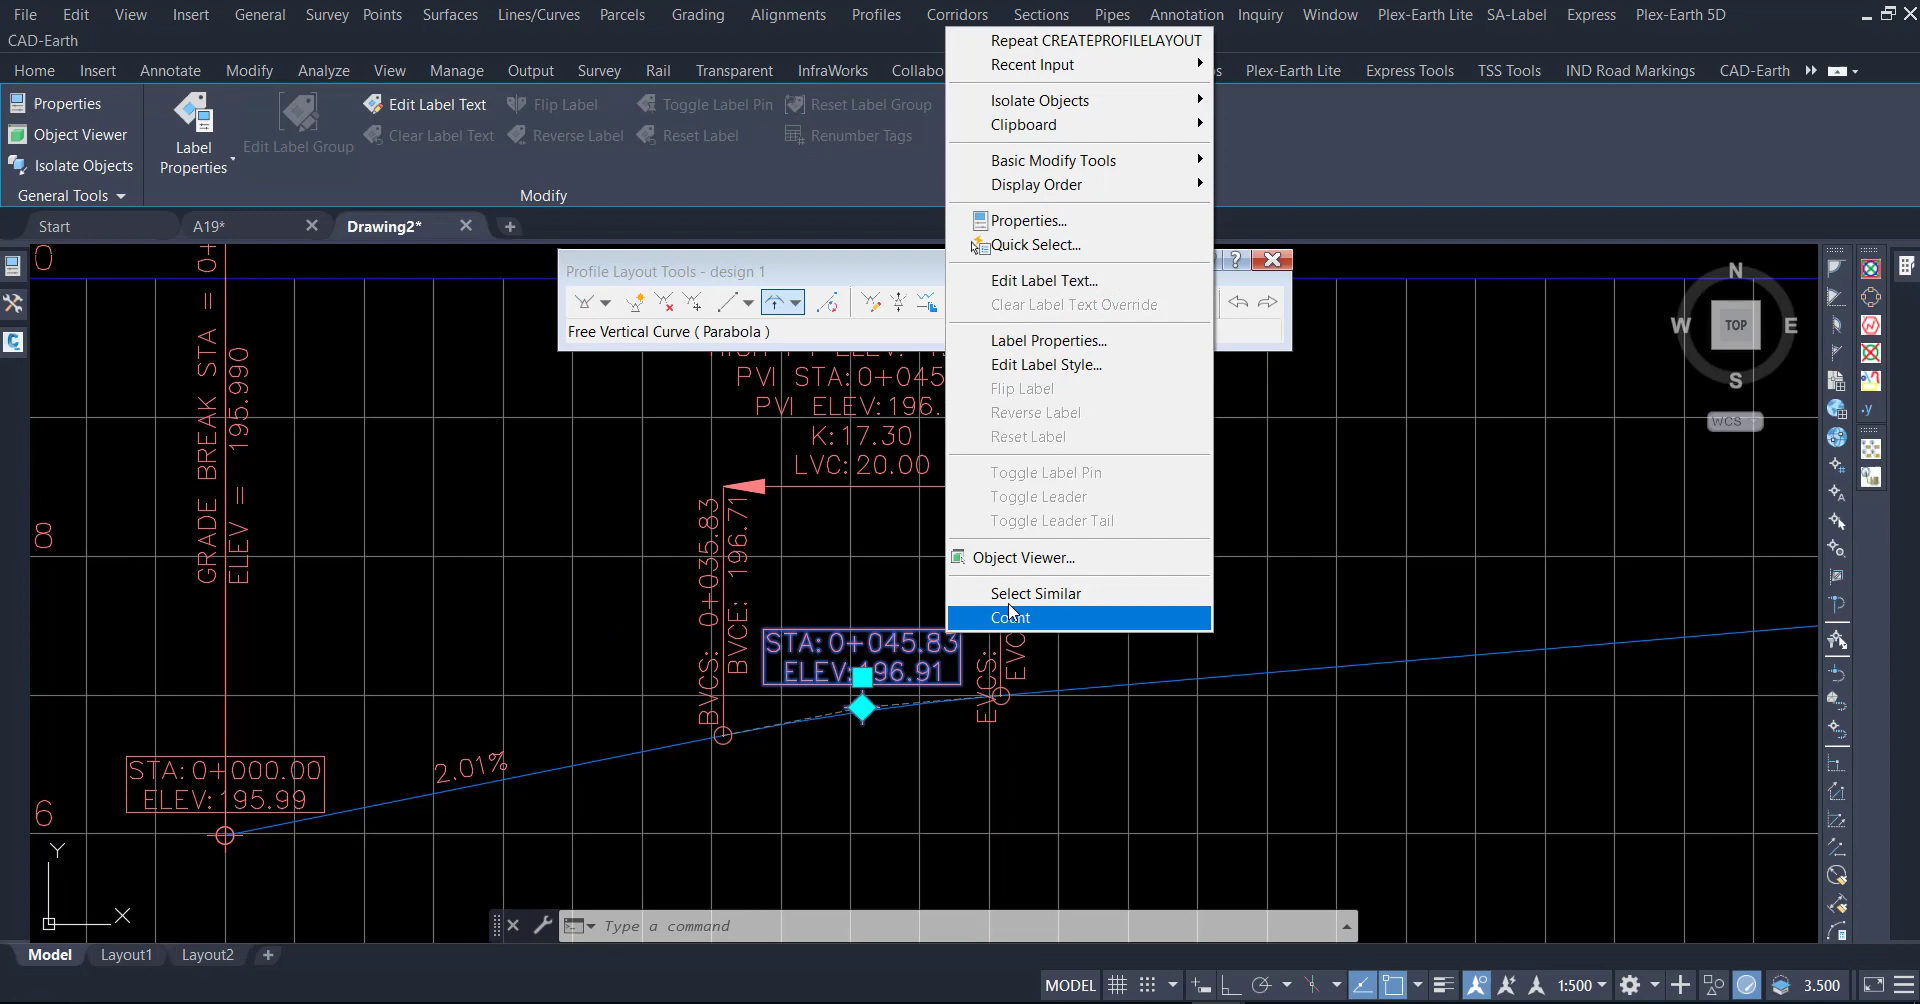 File Edit View Insert General Survey Points Surfaces Lines/Curves Parcels Grading Alignments Profiles Corridors Sections Pipes Annotation Inquiry Window Plex-Earth Lite SA-Label Express Plex-Earth 5D
CAD-Earth
Home Insert Annotate Modify Analyze View Manage Output Survey Rail Transparent InfraWorks Collabo
Plex-Earth Lite Express Tools TSS Tools IND Road Markings CAD-Earth
Properties
Object Viewer
Isolate Objects
General Tools
Label
Properties
Edit Label Group
Edit Label Text Flip Label Toggle Label Pin Reset Label Group
Clear Label Text Reverse Label Reset Label Renumber Tags
Modify
Start A19* Drawing2*
Profile Layout Tools - design 1
Free Vertical Curve ( Parabola )
Repeat CREATEPROFILELAYOUT
Recent Input
Isolate Objects
Clipboard
Basic Modify Tools
Display Order
Properties...
Quick Select...
Edit Label Text...
Clear Label Text Override
Label Properties...
Edit Label Style...
Flip Label
Reverse Label
Reset Label
Toggle Label Pin
Toggle Leader
Toggle Leader Tail
Object Viewer...
Select Similar
Count
0
8
6
GRADE BREAK STA = 0+
ELEV = 195.990
PVI STA: 0+045
PVI ELEV: 196.
K: 17.30
LVC: 20.00
BVCS: 0+035.83
BVCE: 196.71
STA: 0+045.83
ELEV: 196.91
EVCS:
EVC
STA: 0+000.00
ELEV: 195.99
2.01%
N
W TOP E
S
WCS
.y
Y
X
Type a command
Model Layout1 Layout2
MODEL 1:500 3.500